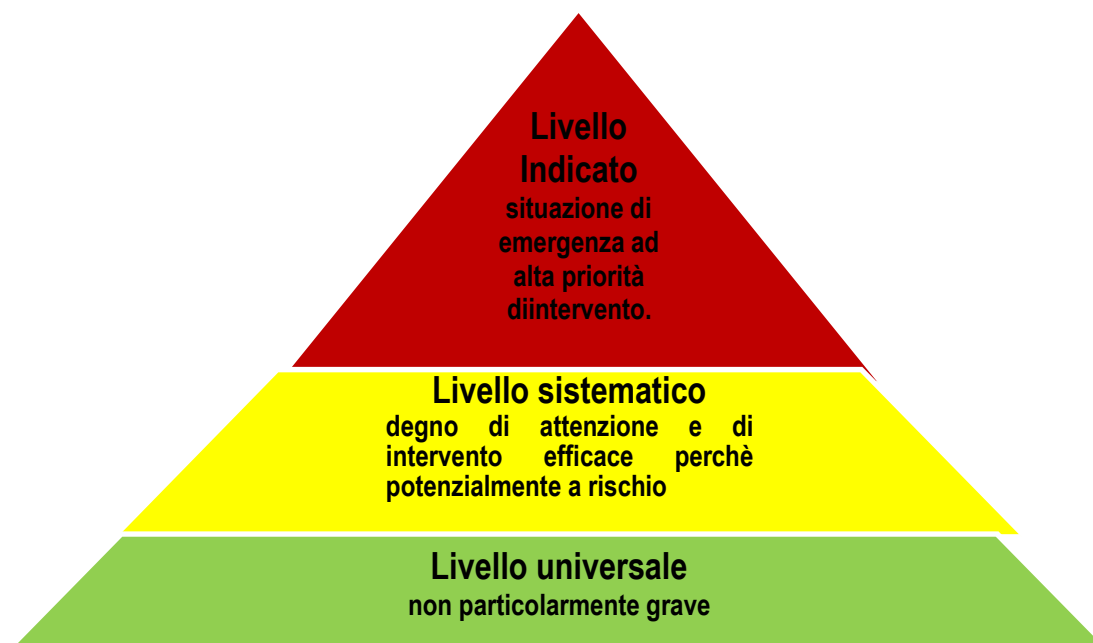 Livello
Indicato
situazione di
emergenza ad
alta priorità
diintervento.
Livello sistematico
degno di attenzione e di
intervento efficace perchè
potenzialmente a rischio
Livello universale
non particolarmente grave